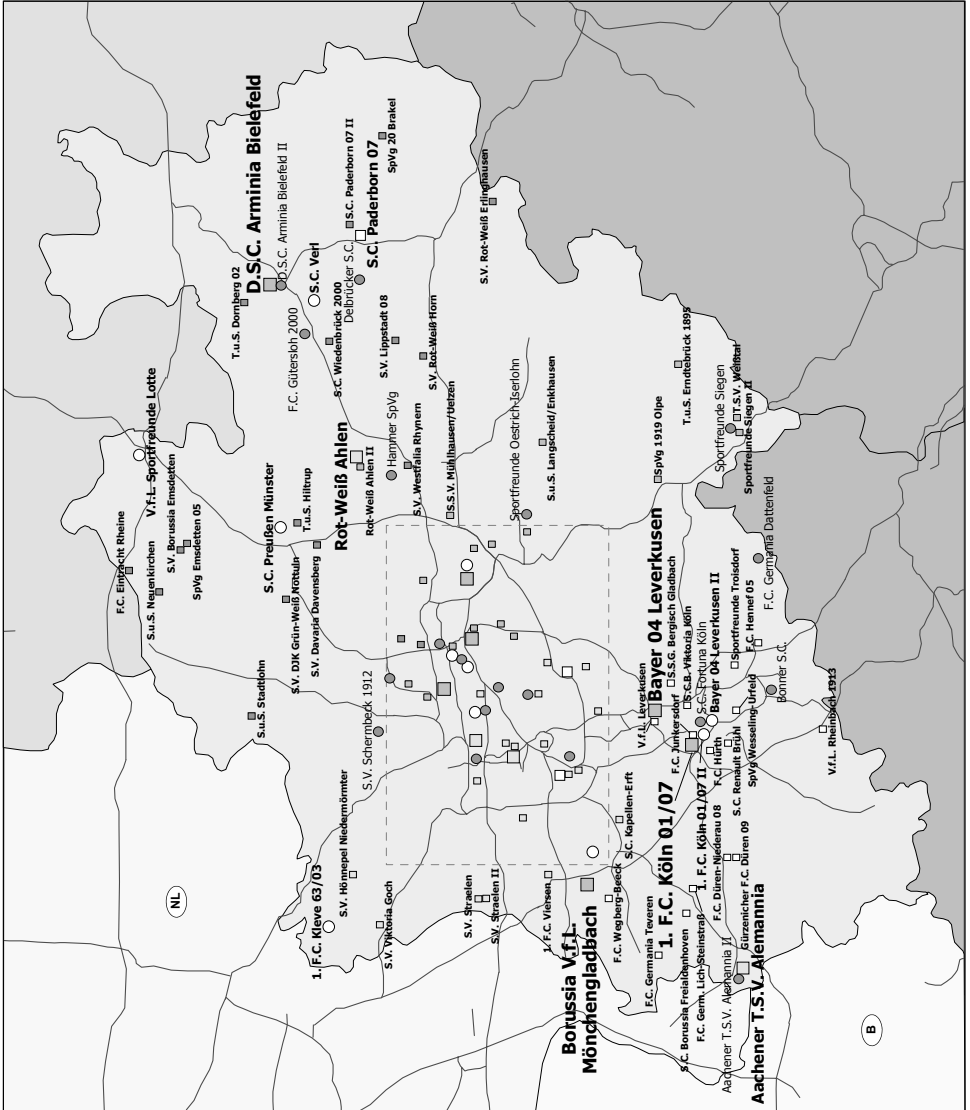 D.S.C. Arminia Bielefeld
D.S.C. Arminia Bielefeld II
T.u.S. Dornberg 02
S.C. Verl
F.C. Gütersloh 2000
S.C. Wiedenbrück 2000
Delbrücker S.C.
S.C. Paderborn 07 II
S.C. Paderborn 07
SpVg 20 Brakel
S.V. Rot-Weiß Erlinghausen
S.V. Lippstadt 08
S.V. Rot-Weiß Horn
V.f.L. Sportfreunde Lotte
F.C. Eintracht Rheine
S.u.S. Neuenkirchen
S.V. Borussia Emsdetten
SpVg Emsdetten 05
S.C. Preußen Münster
T.u.S. Hiltrup
S.V. DJK Grün-Weiß Nottuln
S.V. Davaria Davensberg
Rot-Weiß Ahlen
Rot-Weiß Ahlen II
Hammer SpVg
S.V. Westfalia Rhynern
S.S.V. Mühlhausen/Uelzen
Sportfreunde Oestrich-Iserlohn
S.u.S. Langscheid/Enkhausen
T.u.S. Erndtebrück 1895
T.S.V. Weißtal
Sportfreunde Siegen
Sportfreunde Siegen II
SpVg 1919 Olpe
S.u.S. Stadtlohn
S.V. Schermbeck 1912
S.V. Hönnepel Niedermörmter
1. F.C. Kleve 63/03
S.V. Viktoria Goch
S.V. Straelen
S.V. Straelen II
1. F.C. Viersen
Borussia V.f.L.
Mönchengladbach
F.C. Wegberg-Beeck
S.C. Kapellen-Erft
V.f.L. Leverkusen
Bayer 04 Leverkusen
S.S.G. Bergisch Gladbach
F.C. Junkersdorf
S.C.B. Viktoria Köln
S.C. Fortuna Köln
Bayer 04 Leverkusen II
Sportfreunde Troisdorf
F.C. Hennef 05
F.C. Germania Dattenfeld
Bonner S.C.
V.f.L. Rheinbach 1913
F.C. Hürth
S.C. Renault Brühl
SpVg Wesseling-Urfeld
1. F.C. Köln 01/07
1. F.C. Köln 01/07 II
F.C. Düren-Niederau 08
Gürzenicher F.C. Düren 09
F.C. Germania Teveren
S.C. Borussia Freialdenhoven
F.C. Germ. Lich-Steinstraß
Aachener T.S.V. Alemannia II
Aachener T.S.V. Alemannia
NL
B